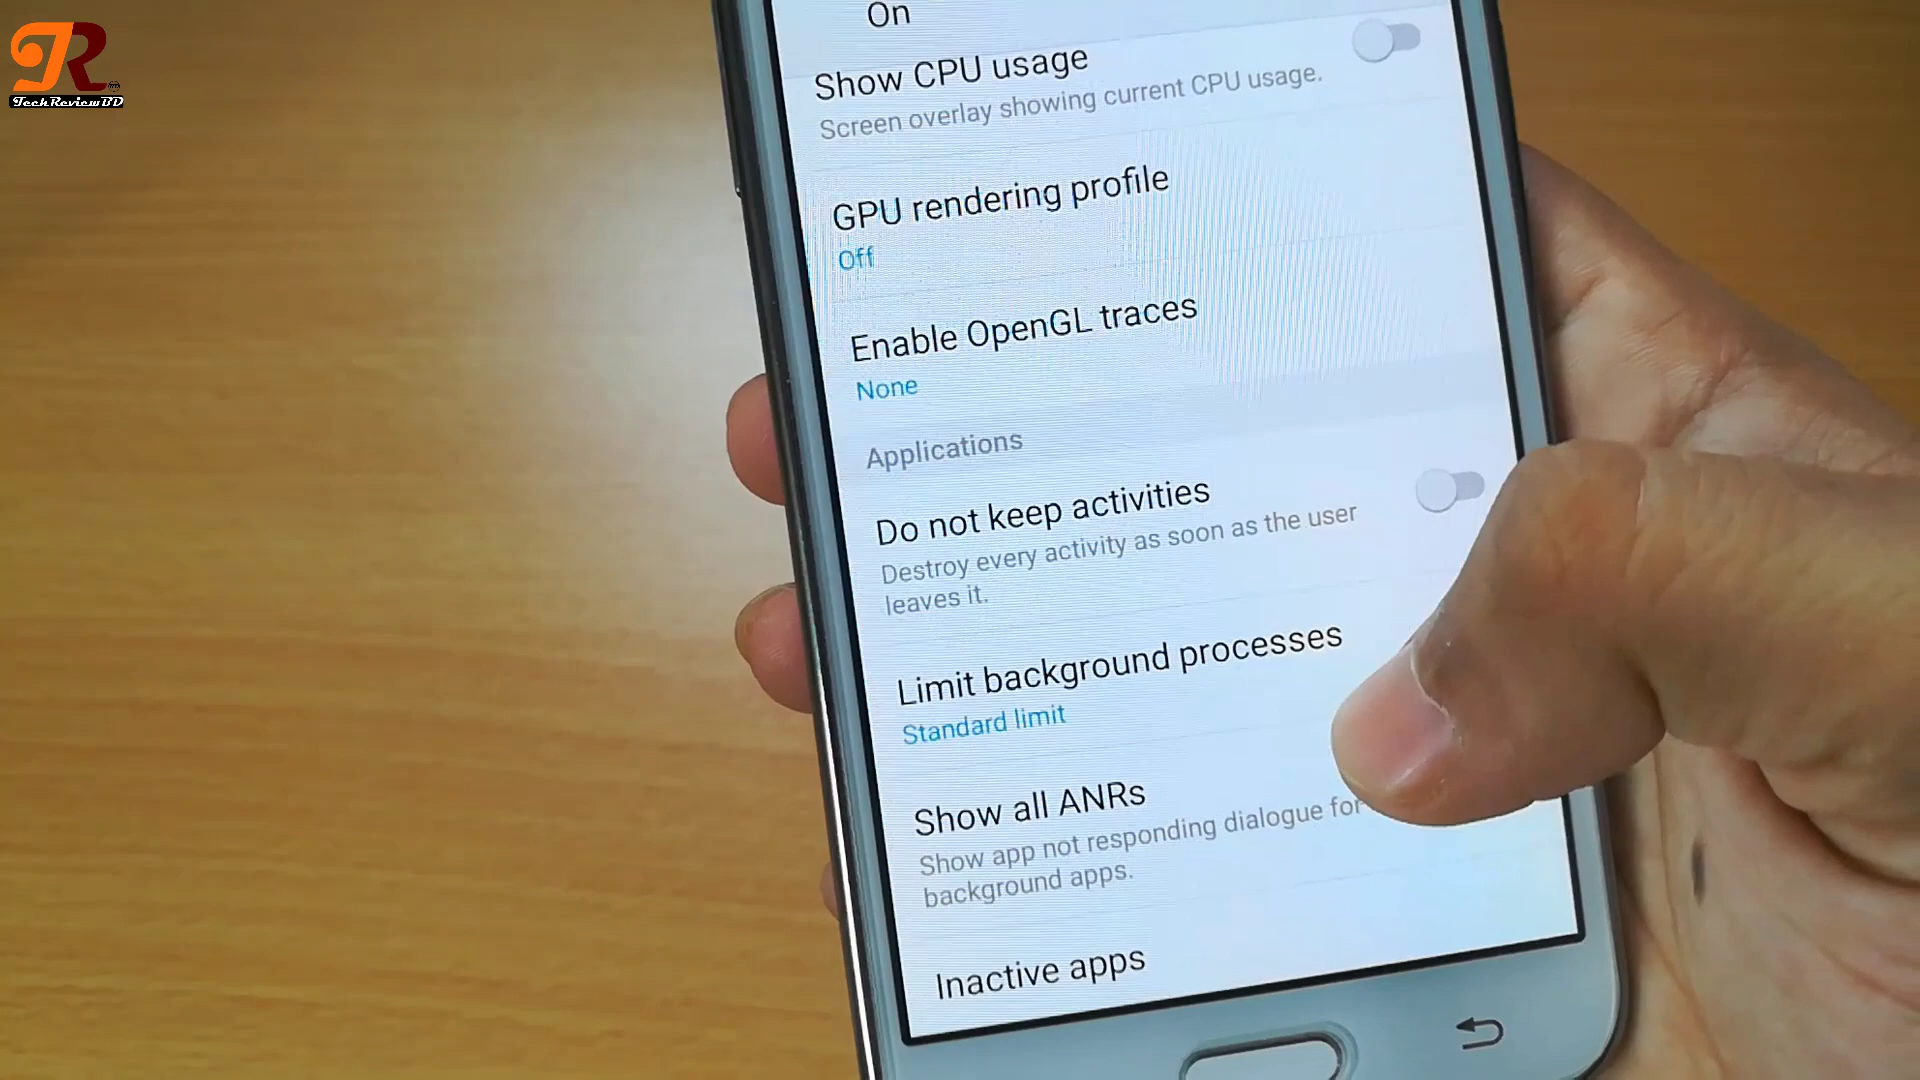 TR
TechReviewBD
On
Show CPU usage
Screen overlay showing current CPU usage.
GPU rendering profile
Off
Enable OpenGL traces
None
Applications
Do not keep activities
Destroy every activity as soon as the user
leaves it.
Limit background processes
Standard limit
Show all ANRs
Show app not responding dialogue for
background apps.
Inactive apps